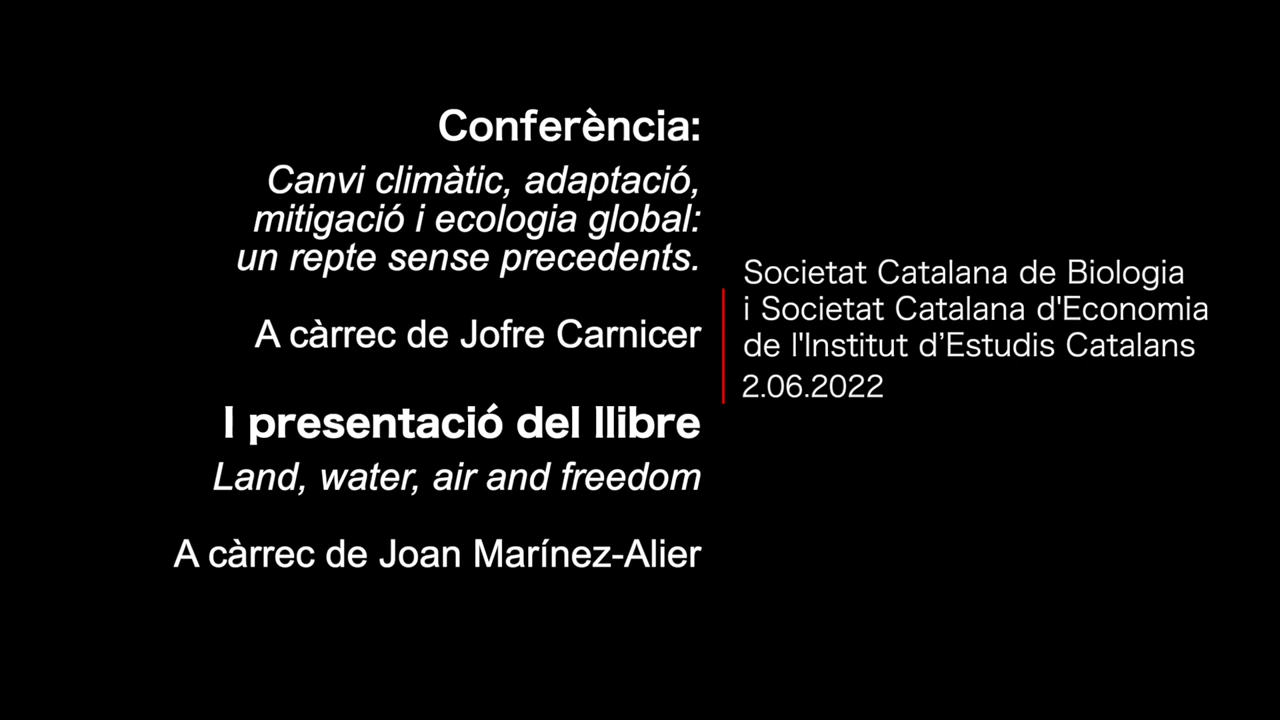 Conferència:
Canvi climàtic, adaptació,
mitigació i ecologia global:
un repte sense precedents.
A càrrec de Jofre Carnicer
I presentació del llibre
Land, water, air and freedom
A càrrec de Joan Marínez-Alier
Societat Catalana de Biologia
i Societat Catalana d'Economia
de l'Institut d’Estudis Catalans
2.06.2022